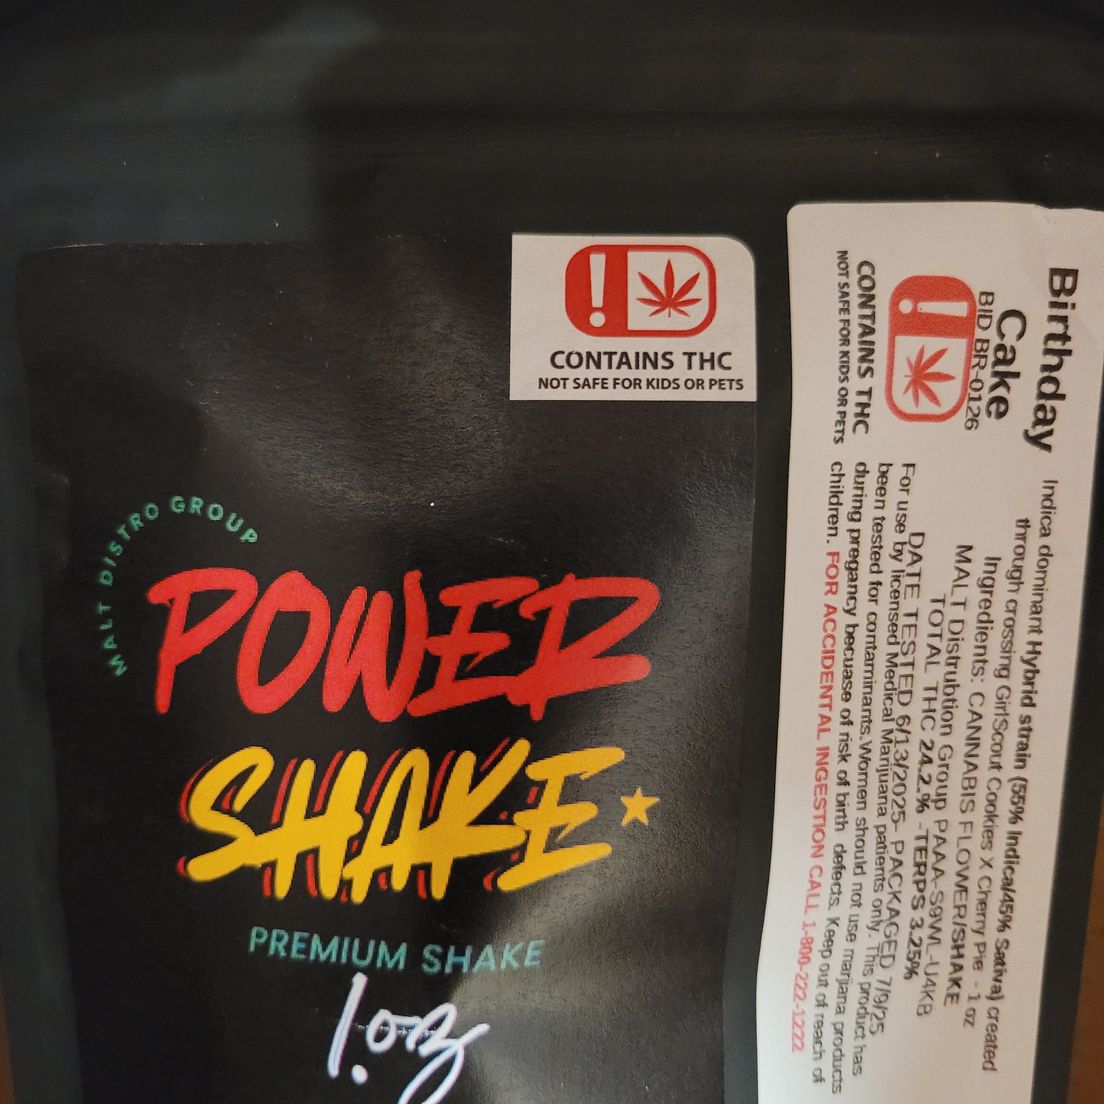 CONTAINS THC
NOT SAFE FOR KIDS OR PETS
MALT DISTRO GROUP
POWER
SHAKE
PREMIUM SHAKE
1.oz
Birthday
Cake
BID BR-0126
CONTAINS THC
NOT SAFE FOR KIDS OR PETS
Indica dominant Hybrid strain (55% Indica/45% Sativa) created
through crossing GirlScout Cookies X Cherry Pie - 1 oz
Ingredients: CANNABIS FLOWER/SHAKE
MALT Distrubtion Group PAAA-S9WL-U4KB
TOTAL THC 24.2.% -TERPS 3.25%
DATE TESTED 6/13/2025- PACKAGED 7/9/25
For use by licensed Medical Marijuana patients only. This product has
been tested for contaminants.Women should not use marjiana products
during pregancy becuase of risk of birth defects. Keep out of reach of
children. FOR ACCIDENTAL INGESTION CALL 1-800-222-1222